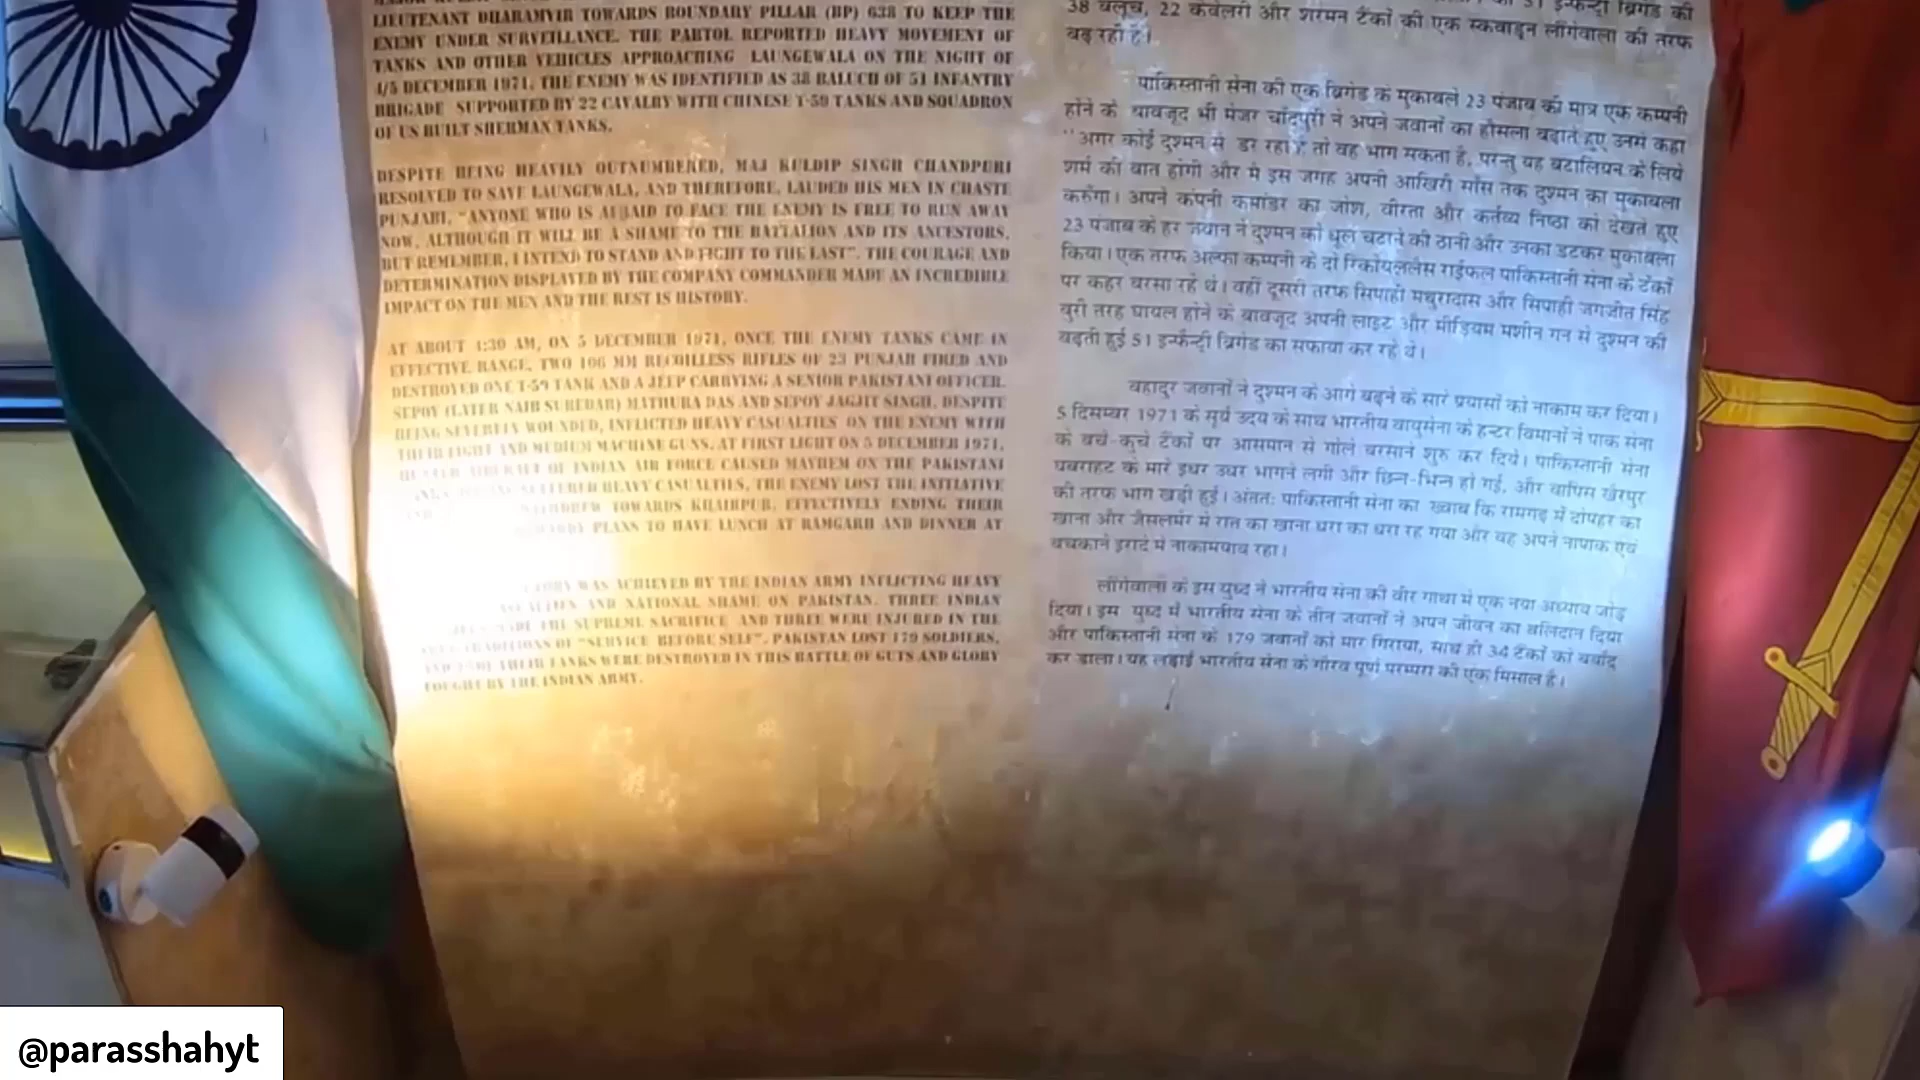 LIEUTENANT DHARAMVIR TOWARDS BOUNDARY PILLAR (BP) 638 TO KEEP THE
ENEMY UNDER SURVEILLANCE. THE PARTOL REPORTED HEAVY MOVEMENT OF
TANKS AND OTHER VEHICLES APPROACHING LAUNGEWALA ON THE NIGHT OF
4/5 DECEMBER 1971. THE ENEMY WAS IDENTIFIED AS 38 BALUCH OF 51 INFANTRY
BRIGADE SUPPORTED BY 22 CAVALRY WITH CHINESE T-59 TANKS AND SQUADRON
OF US BUILT SHERMAN TANKS.
DESPITE BEING HEAVILY OUTNUMBERED, MAJ KULDIP SINGH CHANDPURI
RESOLVED TO SAVE LAUNGEWALA, AND THEREFORE, LAUDED HIS MEN IN CHASTE
PUNJABI, "ANYONE WHO IS AFRAID TO FACE THE ENEMY IS FREE TO RUN AWAY
NOW, ALTHOUGH IT WILL BE A SHAME TO THE BATTALION AND ITS ANCESTORS,
BUT REMEMBER, I INTEND TO STAND AND FIGHT TO THE LAST". THE COURAGE AND
DETERMINATION DISPLAYED BY THE COMPANY COMMANDER MADE AN INCREDIBLE
IMPACT ON THE MEN AND THE REST IS HISTORY.
AT ABOUT 4:30 AM, ON 5 DECEMBER 1971, ONCE THE ENEMY TANKS CAME IN
EFFECTIVE RANGE, TWO 106 MM RECOILLESS RIFLES OF 23 PUNJAB FIRED AND
DESTROYED ONE T-59 TANK AND A JEEP CARRYING A SENIOR PAKISTANI OFFICER.
SEPOY (LATER NAIB SUBEDAR) MATHURA DAS AND SEPOY JAGJIT SINGH, DESPITE
BEING SEVERELY WOUNDED, INFLICTED HEAVY CASUALTIES ON THE ENEMY WITH
THEIR LIGHT AND MEDIUM MACHINE GUNS. AT FIRST LIGHT ON 5 DECEMBER 1971,
HUNTER AIRCRAFT OF INDIAN AIR FORCE CAUSED MAYHEM ON THE PAKISTANI
SUFFERED HEAVY CASUALTIES, THE ENEMY LOST THE INITIATIVE
TOWARDS KHAIRPUR, EFFECTIVELY ENDING THEIR
PLANS TO HAVE LUNCH AT RAMGARH AND DINNER AT
WAS ACHIEVED BY THE INDIAN ARMY INFLICTING HEAVY
AND NATIONAL SHAME ON PAKISTAN. THREE INDIAN
MADE THE SUPREME SACRIFICE AND THREE WERE INJURED IN THE
TRADITIONS OF "SERVICE BEFORE SELF". PAKISTAN LOST 179 SOLDIERS,
THEIR TANKS WERE DESTROYED IN THIS BATTLE OF GUTS AND GLORY
FOUGHT BY THE INDIAN ARMY.
51 इन्फेन्ट्री ब्रिगेड की
38 बलूच, 22 केवेलरी और शरमन टैंकों की एक स्कवाड्रन लौंगेवाला की तरफ
बढ़ रही है।
पाकिस्तानी सेना की एक ब्रिगेड के मुकाबले 23 पंजाब की मात्र एक कम्पनी
होने के बावजूद भी मेजर चाँदपुरी ने अपने जवानों का हौसला बढ़ाते हुए उनसे कहा
"अगर कोई दुश्मन से डर रहा है तो वह भाग सकता है, परन्तु यह बटालियन के लिये
शर्म की बात होगी और मै इस जगह अपनी आखिरी साँस तक दुश्मन का मुकाबला
करूँगा। अपने कंपनी कमांडर का जोश, वीरता और कर्तव्य निष्ठा को देखते हुए
23 पंजाब के हर जवान ने दुश्मन को धूल चटाने की ठानी और उनका डटकर मुकाबला
किया। एक तरफ अल्फा कम्पनी के दो रिकोयललैस राईफल पाकिस्तानी सेना के टैंकों
पर कहर बरसा रहे थे। वहीं दूसरी तरफ सिपाही मथुरादास और सिपाही जगजीत सिंह
बुरी तरह घायल होने के बावजूद अपनी लाइट और मीडियम मशीन गन से दुश्मन की
बढ़ती हुई 51 इन्फेन्ट्री ब्रिगेड का सफाया कर रहे थे।
बहादुर जवानों ने दुश्मन के आगे बढ़ने के सारे प्रयासों को नाकाम कर दिया।
5 दिसम्बर 1971 के सूर्य उदय के साथ भारतीय वायुसेना के हन्टर विमानों ने पाक सेना
के बचे-कुचे टैंकों पर आसमान से गोले बरसाने शुरू कर दिये। पाकिस्तानी सेना
घबराहट के मारे इधर उधर भागने लगी और छिन्न-भिन्न हो गई, और वापिस खैरपुर
की तरफ भाग खड़ी हुई। अंततः पाकिस्तानी सेना का ख्वाब कि रामगढ़ में दोपहर का
खाना और जैसलमेर में रात का खाना धरा का धरा रह गया और वह अपने नापाक एवं
बचकाने इरादे में नाकामयाब रहा।
लौंगेवाला के इस युध्द ने भारतीय सेना की वीर गाथा में एक नया अध्याय जोड़
दिया। इस युध्द में भारतीय सेना के तीन जवानों ने अपन जीवन का बलिदान दिया
और पाकिस्तानी सेना के 179 जवानों को मार गिराया, साथ ही 34 टैंकों को बर्बाद
कर डाला। यह लड़ाई भारतीय सेना के गौरव पूर्ण परम्परा की एक मिसाल है।
@parasshahyt